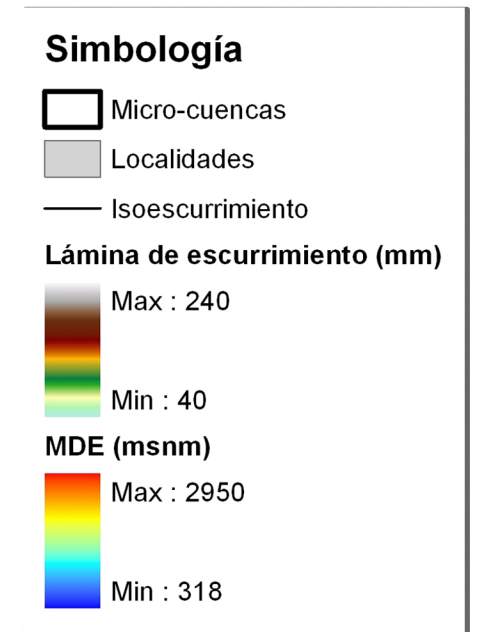 Simbología
Micro-cuencas
Localidades
Isoescurrimiento
Lámina de escurrimiento (mm)
Max : 240
Min : 40
MDE (msnm)
Max : 2950
Min : 318